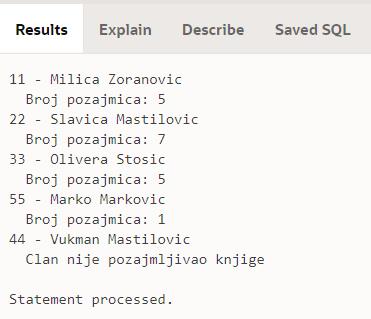 Results Explain Describe Saved SQL
11 - Milica Zoranovic
Broj pozajmica: 5
22 - Slavica Mastilovic
Broj pozajmica: 7
33 - Olivera Stosic
Broj pozajmica: 5
55 - Marko Markovic
Broj pozajmica: 1
44 - Vukman Mastilovic
Clan nije pozajmljivao knjige
Statement processed.